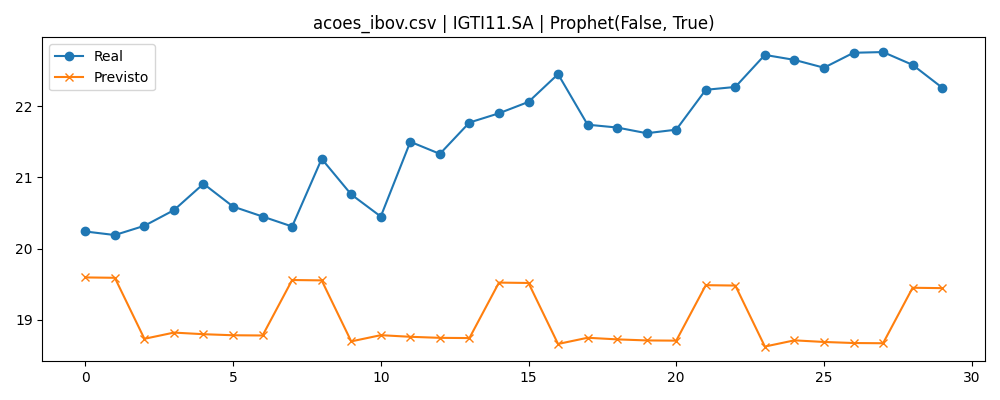 acoes_ibov.csv | IGTI11.SA | Prophet(False, True)
Real
Previsto
22
21
20
19
0 5 10 15 20 25 30